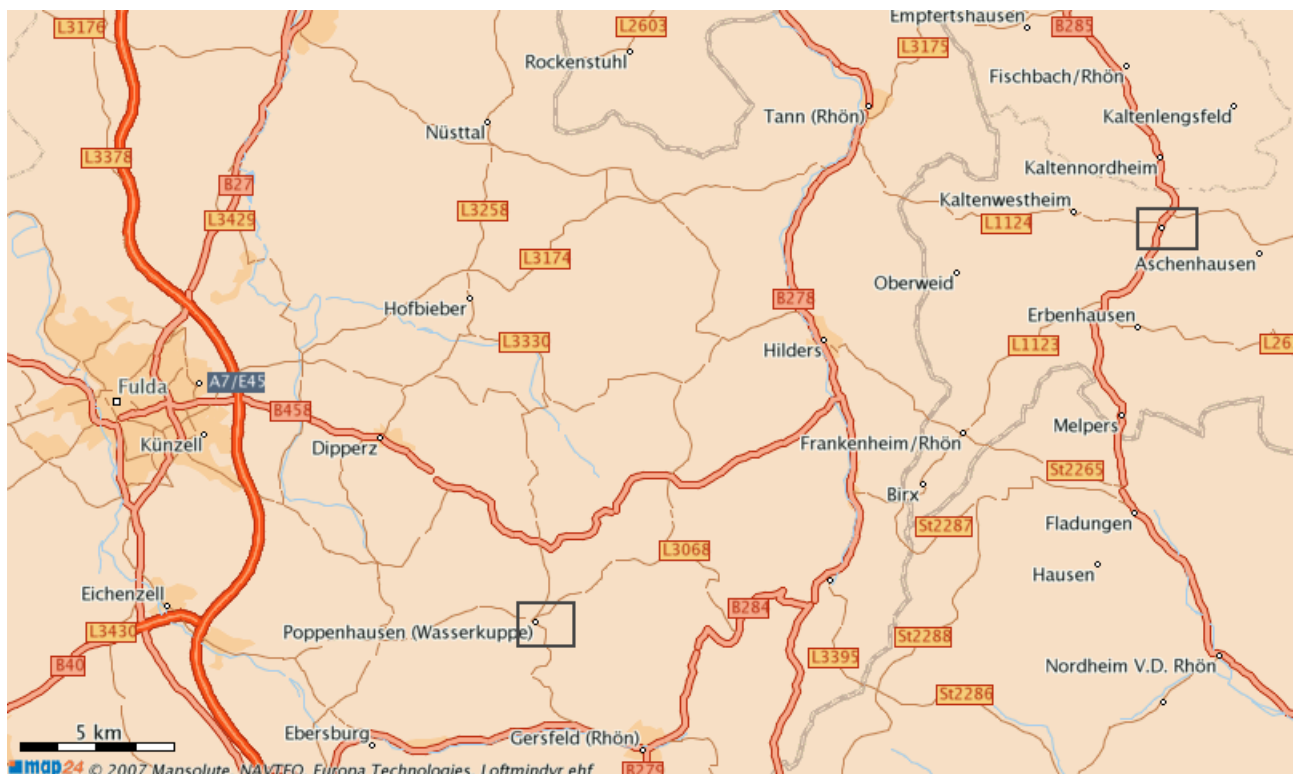 L3176
L2603
Empfertshausen
B285
Rockenstuhl
L3175
Fischbach/Rhön
Tann (Rhön)
Kaltenlengsfeld
Nüsttal
L3378
Kaltennordheim
B27
Kaltenwestheim
L3429
L3258
L1124
L3174
Aschenhausen
Oberweid
Hofbieber
B278
Erbenhausen
L3330
Hilders
L1123
L26
Fulda
A7/E45
B458
Melpers
Künzell
Dipperz
Frankenheim/Rhön
St2265
Birx
Fladungen
St2287
L3068
Hausen
Eichenzell
B284
L3430
Poppenhausen (Wasserkuppe)
St2288
L3395
B40
Nordheim V.D. Rhön
St2286
5 km
Ebersburg
Gersfeld (Rhön)
B279
map24 © 2007 Mapsolute, NAVTEQ, Europa Technologies, Loftmindyr ehf